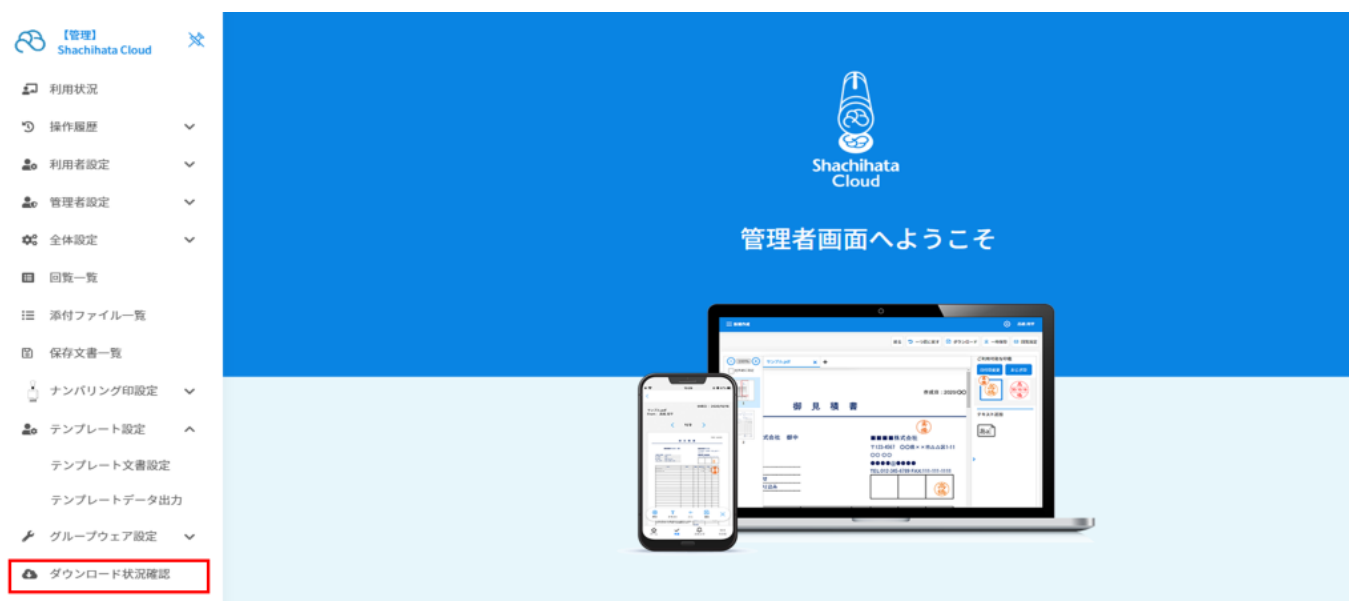 【管理】
Shachihata Cloud
利用状況
操作履歴
利用者設定
管理者設定
全体設定
回覧一覧
添付ファイル一覧
保存文書一覧
ナンバリング印設定
テンプレート設定
テンプレート文書設定
テンプレートデータ出力
グループウェア設定
ダウンロード状況確認
Shachihata
Cloud
管理者画面へようこそ
御見積書